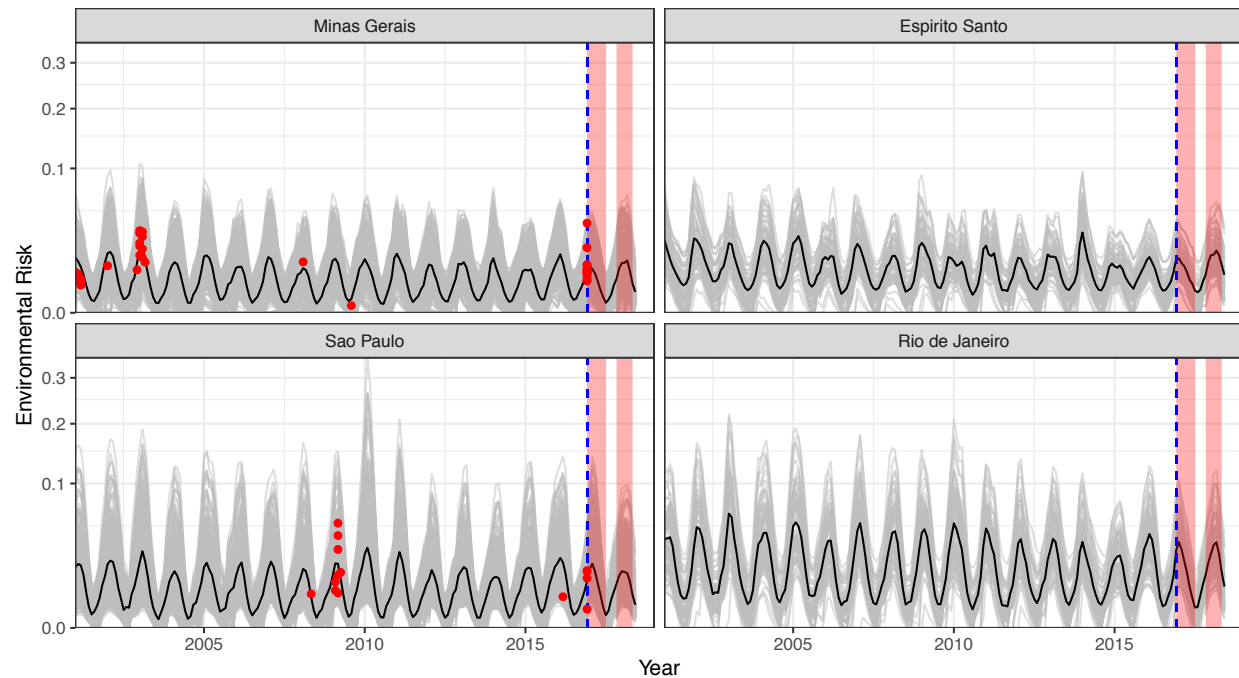 Minas Gerais
Espirito Santo
0.3
0.2
0.1
0.0
Sao Paulo
Rio de Janeiro
0.3
0.2
0.1
0.0
Environmental Risk
2005
2010
2015
2005
2010
2015
Year